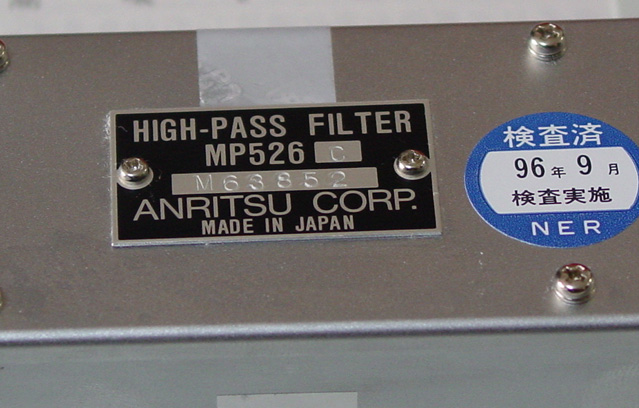 HIGH-PASS FILTER
MP526 C
M63852
ANRITSU CORP.
MADE IN JAPAN
検査済
96年9月
検査実施
NER